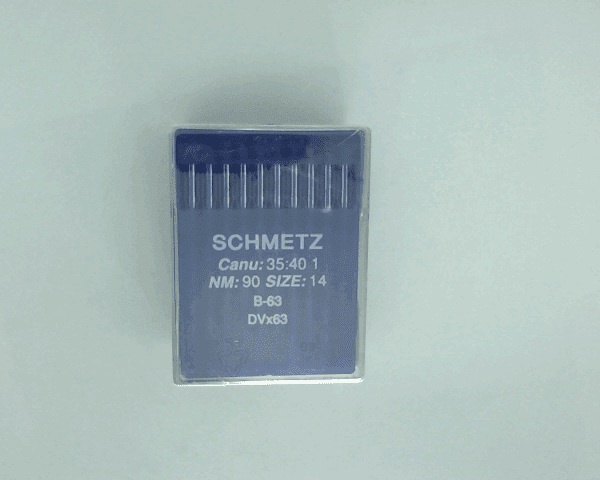 SCHMETZ
Canu: 35:40 1
NM: 90 SIZE: 14
B-63
DVx63